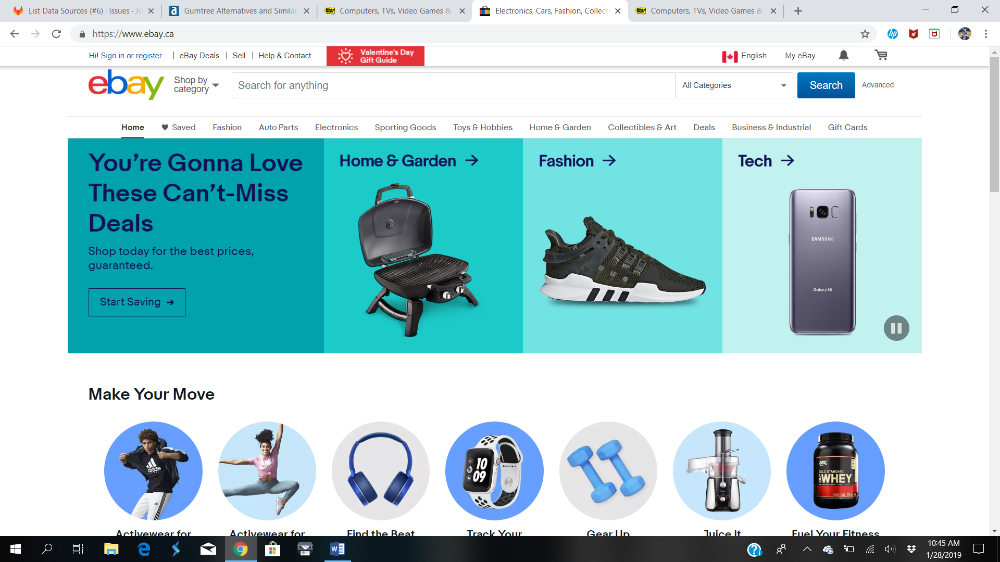 List Data Sources (#6) · Issues · Jo
Gumtree Alternatives and Similar
Computers, TVs, Video Games &
Electronics, Cars, Fashion, Collect
Computers, TVs, Video Games &
https://www.ebay.ca
Hi! Sign in or register | eBay Deals | Sell | Help & Contact
Valentine's Day
Gift Guide
English
My eBay
ebay
Shop by
category
Search for anything
All Categories
Search
Advanced
Home
Saved
Fashion
Auto Parts
Electronics
Sporting Goods
Toys & Hobbies
Home & Garden
Collectibles & Art
Deals
Business & Industrial
Gift Cards
You're Gonna Love
These Can't-Miss
Deals
Shop today for the best prices,
guaranteed.
Start Saving →
Home & Garden →
Fashion →
Tech →
SAMSUNG
Galaxy S8
Make Your Move
adidas
10
09
ON
GOLD STANDARD
100% WHEY
Activewear for
Activewear for
Find the Beat
Track Your
Gear Up
Juice It
Fuel Your Fitness
10:45 AM
1/28/2019